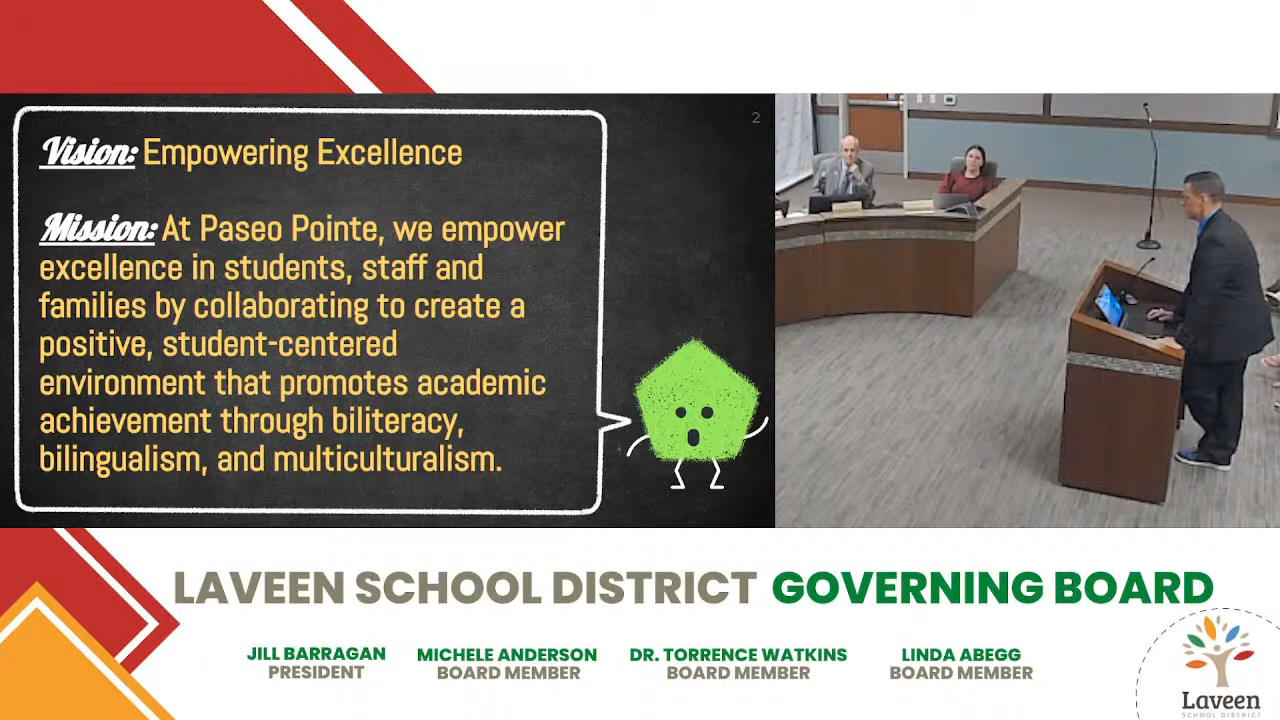 2
Vision: Empowering Excellence
Mission: At Paseo Pointe, we empower
excellence in students, staff and
families by collaborating to create a
positive, student-centered
environment that promotes academic
achievement through biliteracy,
bilingualism, and multiculturalism.
LAVEEN SCHOOL DISTRICT GOVERNING BOARD
JILL BARRAGAN
PRESIDENT
MICHELE ANDERSON
BOARD MEMBER
DR. TORRENCE WATKINS
BOARD MEMBER
LINDA ABEGG
BOARD MEMBER
Laveen
SCHOOL DISTRICT